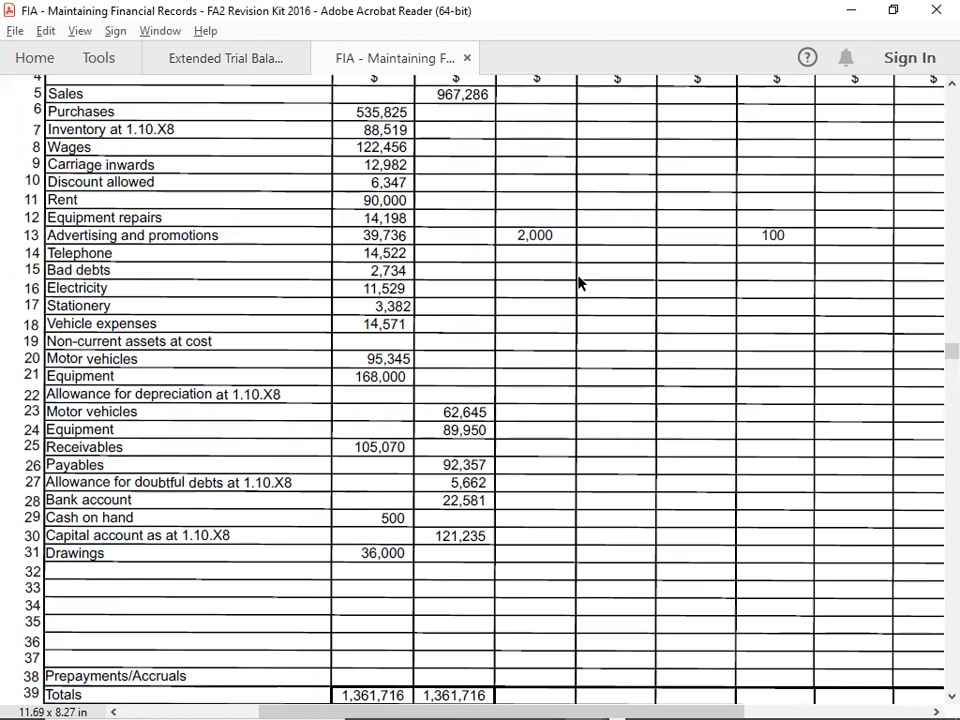 FIA - Maintaining Financial Records - FA2 Revision Kit 2016 - Adobe Acrobat Reader (64-bit)
File Edit View Sign Window Help
Home Tools Extended Trial Bala... FIA - Maintaining F... × Sign In
4 $ $ $ $ $ $ $ $
5 Sales 967,286
6 Purchases 535,825
7 Inventory at 1.10.X8 88,519
8 Wages 122,456
9 Carriage inwards 12,982
10 Discount allowed 6,347
11 Rent 90,000
12 Equipment repairs 14,198
13 Advertising and promotions 39,736 2,000 100
14 Telephone 14,522
15 Bad debts 2,734
16 Electricity 11,529
17 Stationery 3,382
18 Vehicle expenses 14,571
19 Non-current assets at cost
20 Motor vehicles 95,345
21 Equipment 168,000
22 Allowance for depreciation at 1.10.X8
23 Motor vehicles 62,645
24 Equipment 89,950
25 Receivables 105,070
26 Payables 92,357
27 Allowance for doubtful debts at 1.10.X8 5,662
28 Bank account 22,581
29 Cash on hand 500
30 Capital account as at 1.10.X8 121,235
31 Drawings 36,000
32
33
34
35
36
37
38 Prepayments/Accruals
39 Totals 1,361,716 1,361,716
11.69 x 8.27 in